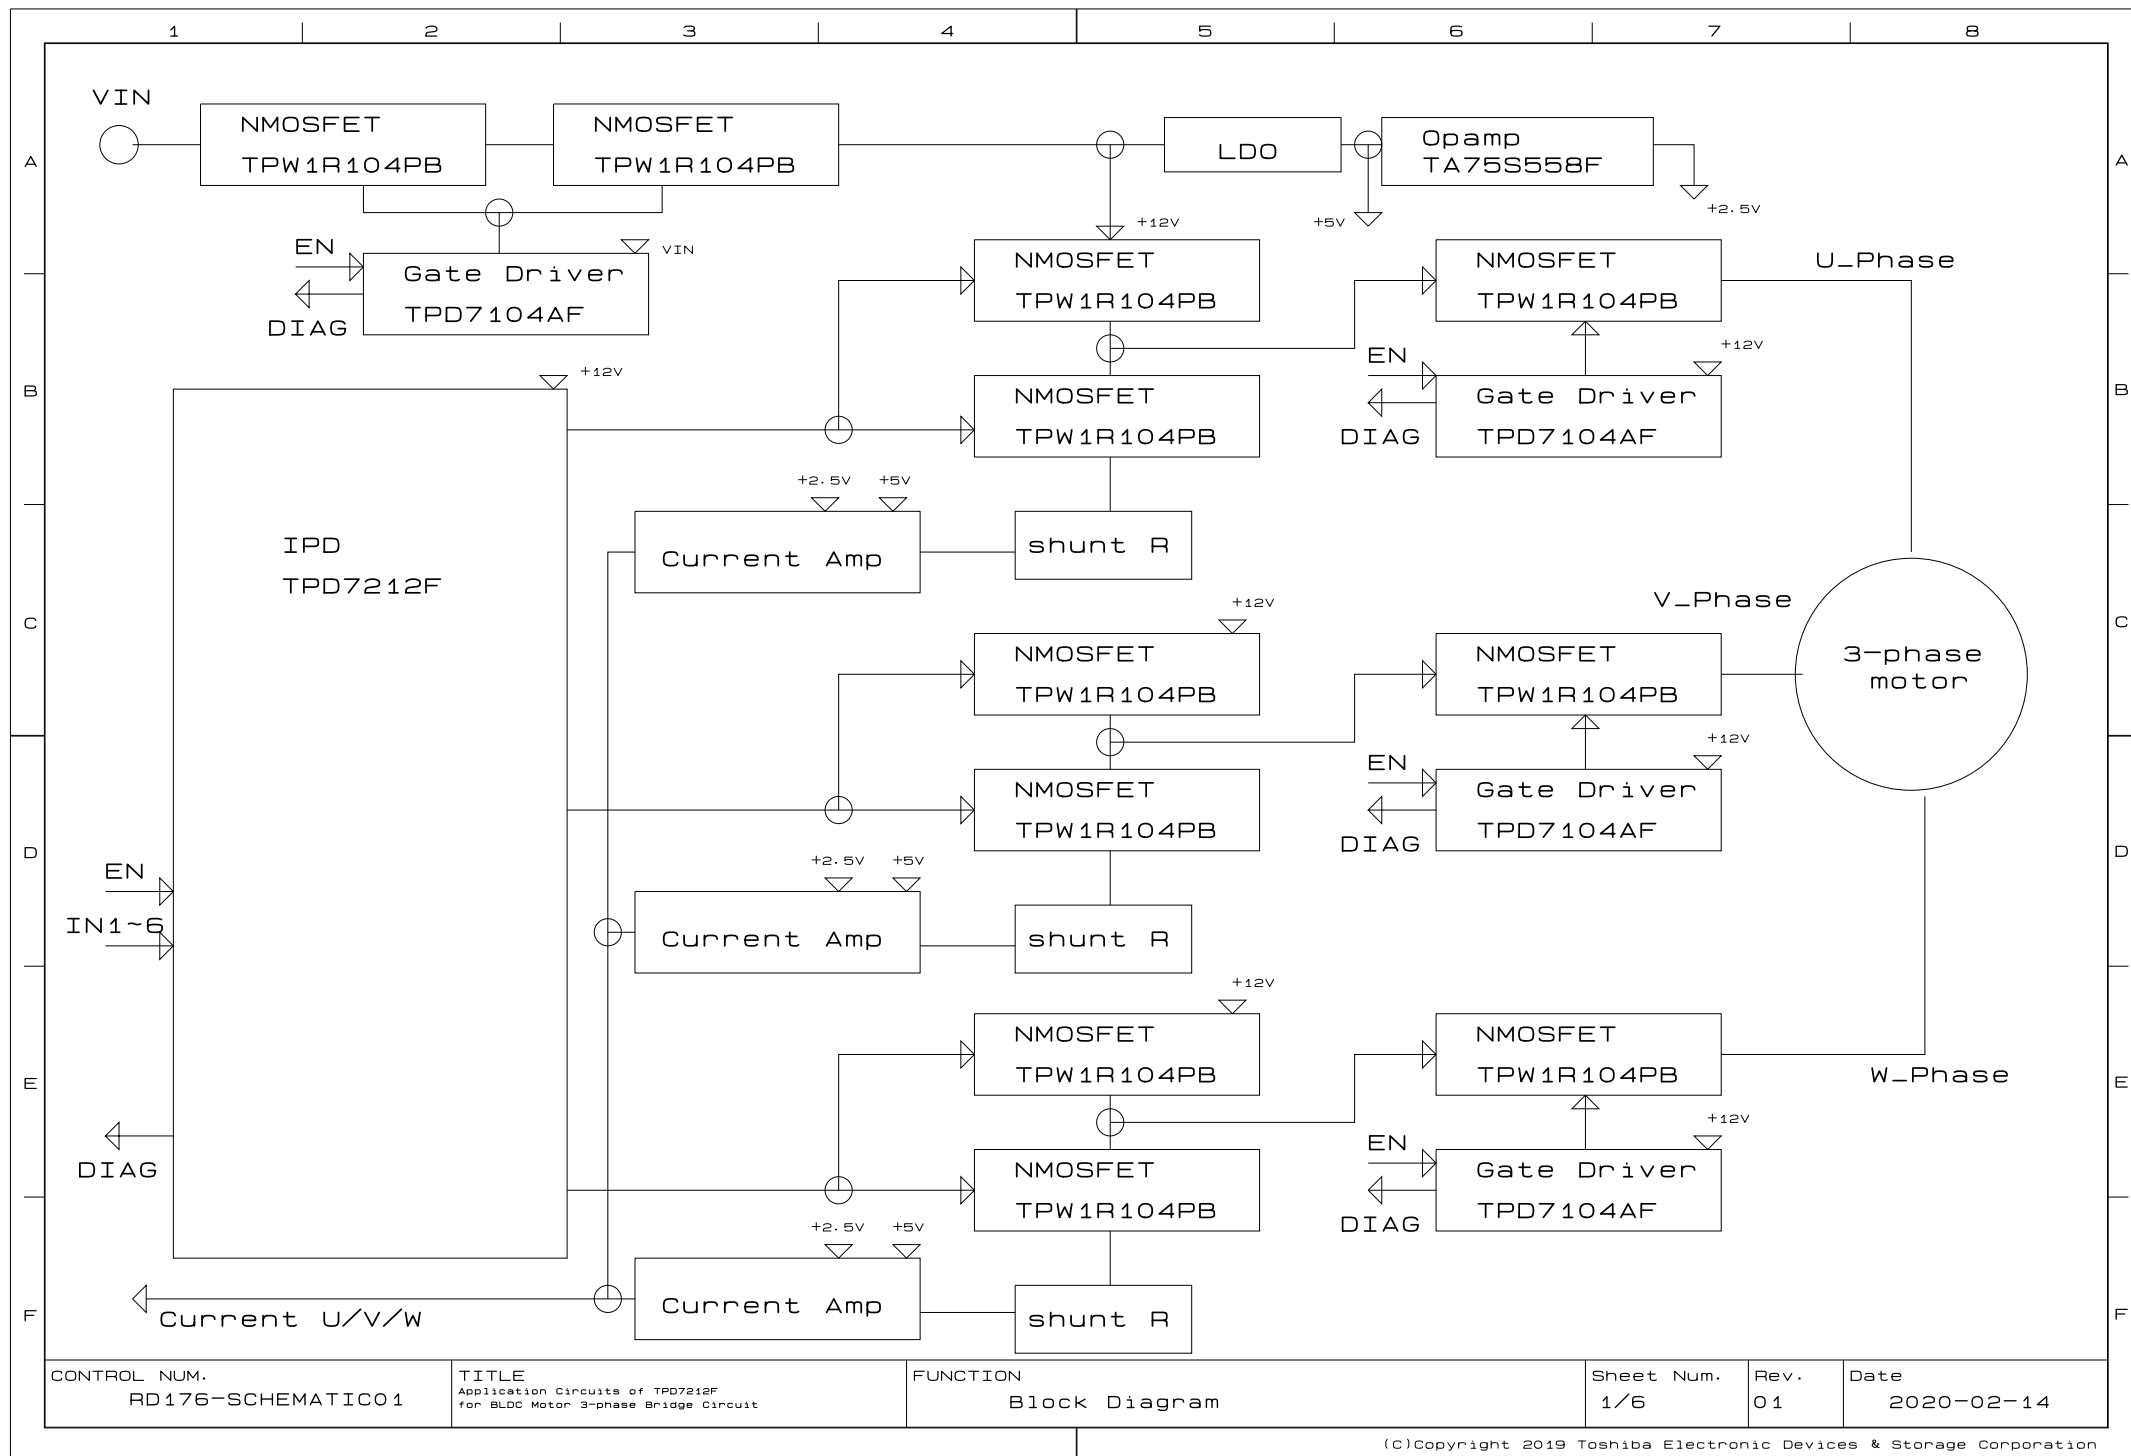 1 2 3 4 5 6 7 8
VIN
NMOSFET
TPW1R104PB
NMOSFET
TPW1R104PB
LDO
Opamp
TA75S558F
A
A
+12V
+5V
+2.5V
EN
VIN
Gate Driver
TPD7104AF
DIAG
NMOSFET
TPW1R104PB
NMOSFET
TPW1R104PB
U_Phase
+12V
EN
+12V
B
B
NMOSFET
TPW1R104PB
Gate Driver
TPD7104AF
DIAG
+2.5V +5V
IPD
TPD7212F
Current Amp
shunt R
C
C
+12V
V_Phase
NMOSFET
TPW1R104PB
NMOSFET
TPW1R104PB
3-phase
motor
+12V
EN
NMOSFET
TPW1R104PB
Gate Driver
TPD7104AF
DIAG
D
D
+2.5V +5V
EN
IN1~6
Current Amp
shunt R
+12V
NMOSFET
TPW1R104PB
NMOSFET
TPW1R104PB
W_Phase
E
E
+12V
EN
DIAG
NMOSFET
TPW1R104PB
Gate Driver
TPD7104AF
DIAG
+2.5V +5V
Current Amp
shunt R
Current U/V/W
F
F
CONTROL NUM.
RD176-SCHEMATIC01
TITLE
Application Circuits of TPD7212F
for BLDC Motor 3-phase Bridge Circuit
FUNCTION
Block Diagram
Sheet Num.
1/6
Rev.
01
Date
2020-02-14
(C)Copyright 2019 Toshiba Electronic Devices & Storage Corporation